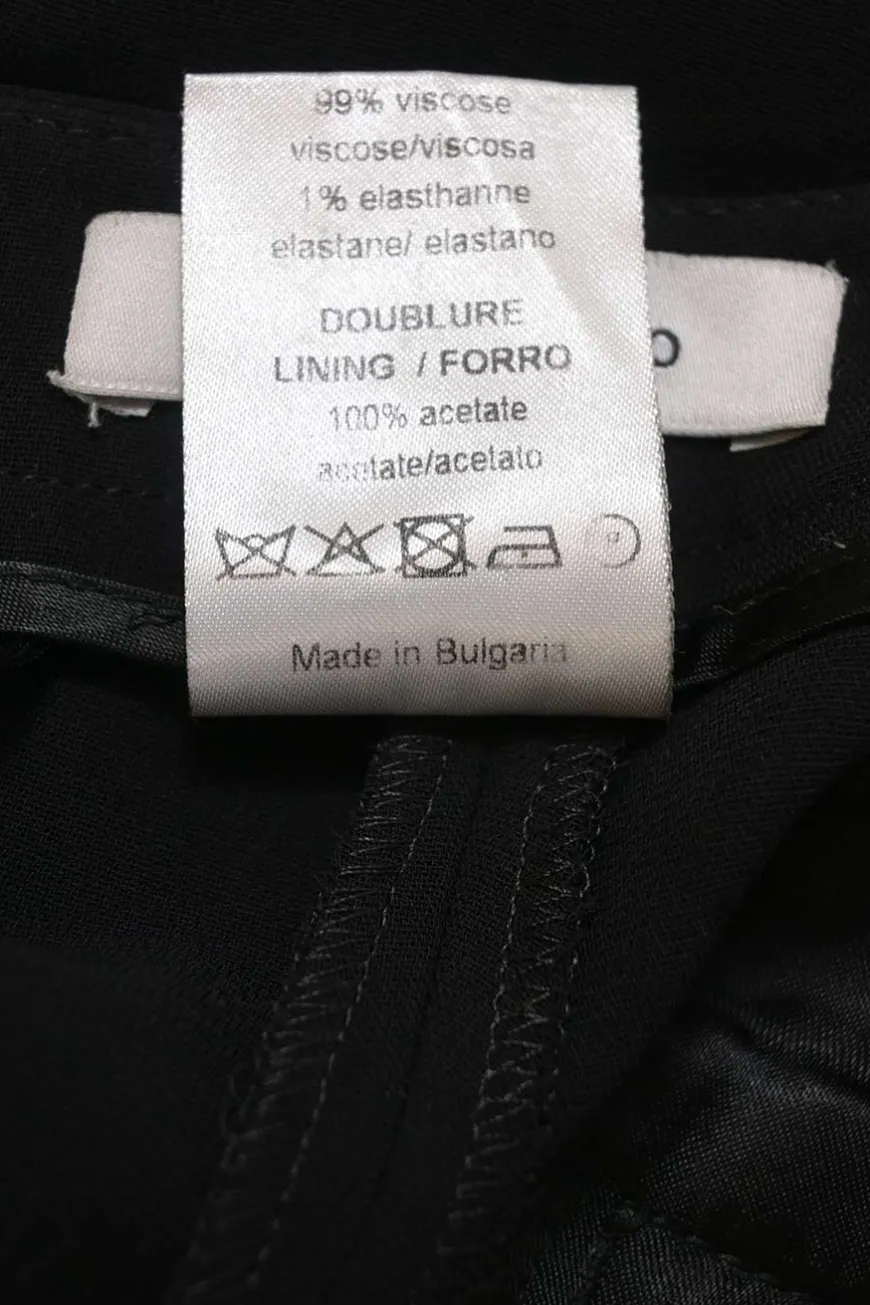 99% viscose
viscose/viscosa
1% elasthanne
elastane/ elastano
DOUBLURE
LINING / FORRO
O
100% acetate
acetate/acetato
Made in Bulgaria